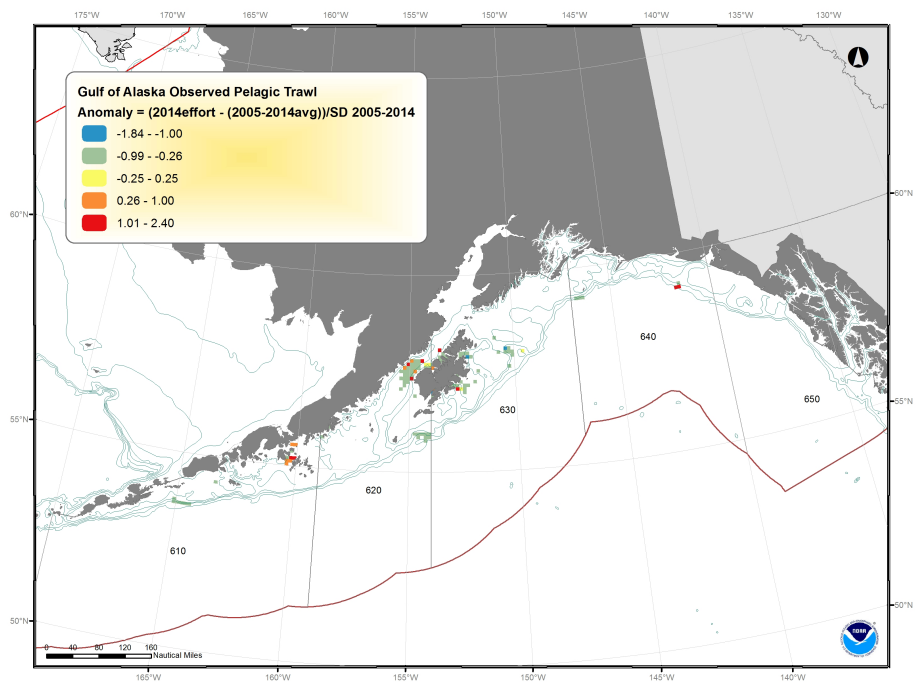 175°W 170°W 165°W 160°W 155°W 150°W 145°W 140°W 135°W 130°W
Gulf of Alaska Observed Pelagic Trawl
Anomaly = (2014effort - (2005-2014avg))/SD 2005-2014
-1.84 - -1.00
-0.99 - -0.26
-0.25 - 0.25
0.26 - 1.00
1.01 - 2.40
60°N 60°N
640
55°N 55°N
650
630
620
610
50°N 50°N
NOAA
0 40 80 120 160
Nautical Miles
165°W 160°W 155°W 150°W 145°W 140°W